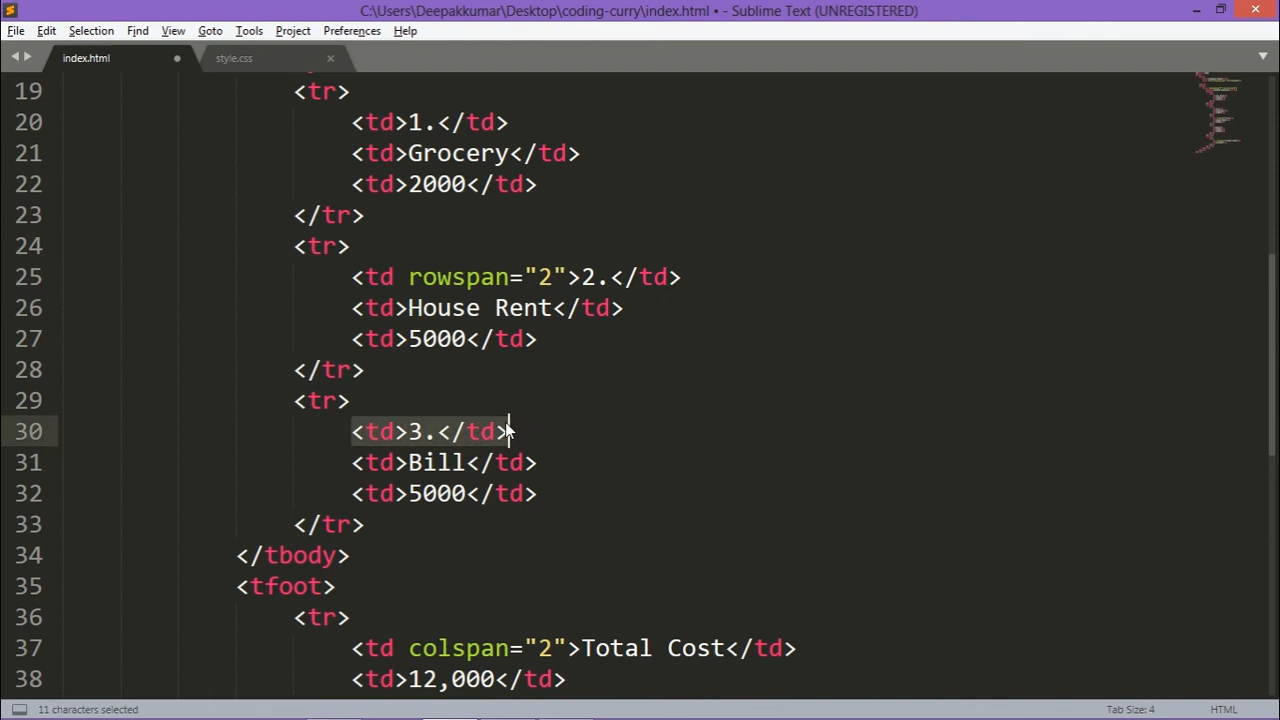 C:\Users\Deepakkumar\Desktop\coding-curry\index.html • - Sublime Text (UNREGISTERED)
File Edit Selection Find View Goto Tools Project Preferences Help
index.html style.css
19 <tr>
20 <td>1.</td>
21 <td>Grocery</td>
22 <td>2000</td>
23 </tr>
24 <tr>
25 <td rowspan="2">2.</td>
26 <td>House Rent</td>
27 <td>5000</td>
28 </tr>
29 <tr>
30 <td>3.</td>
31 <td>Bill</td>
32 <td>5000</td>
33 </tr>
34 </tbody>
35 <tfoot>
36 <tr>
37 <td colspan="2">Total Cost</td>
38 <td>12,000</td>
11 characters selected Tab Size: 4 HTML